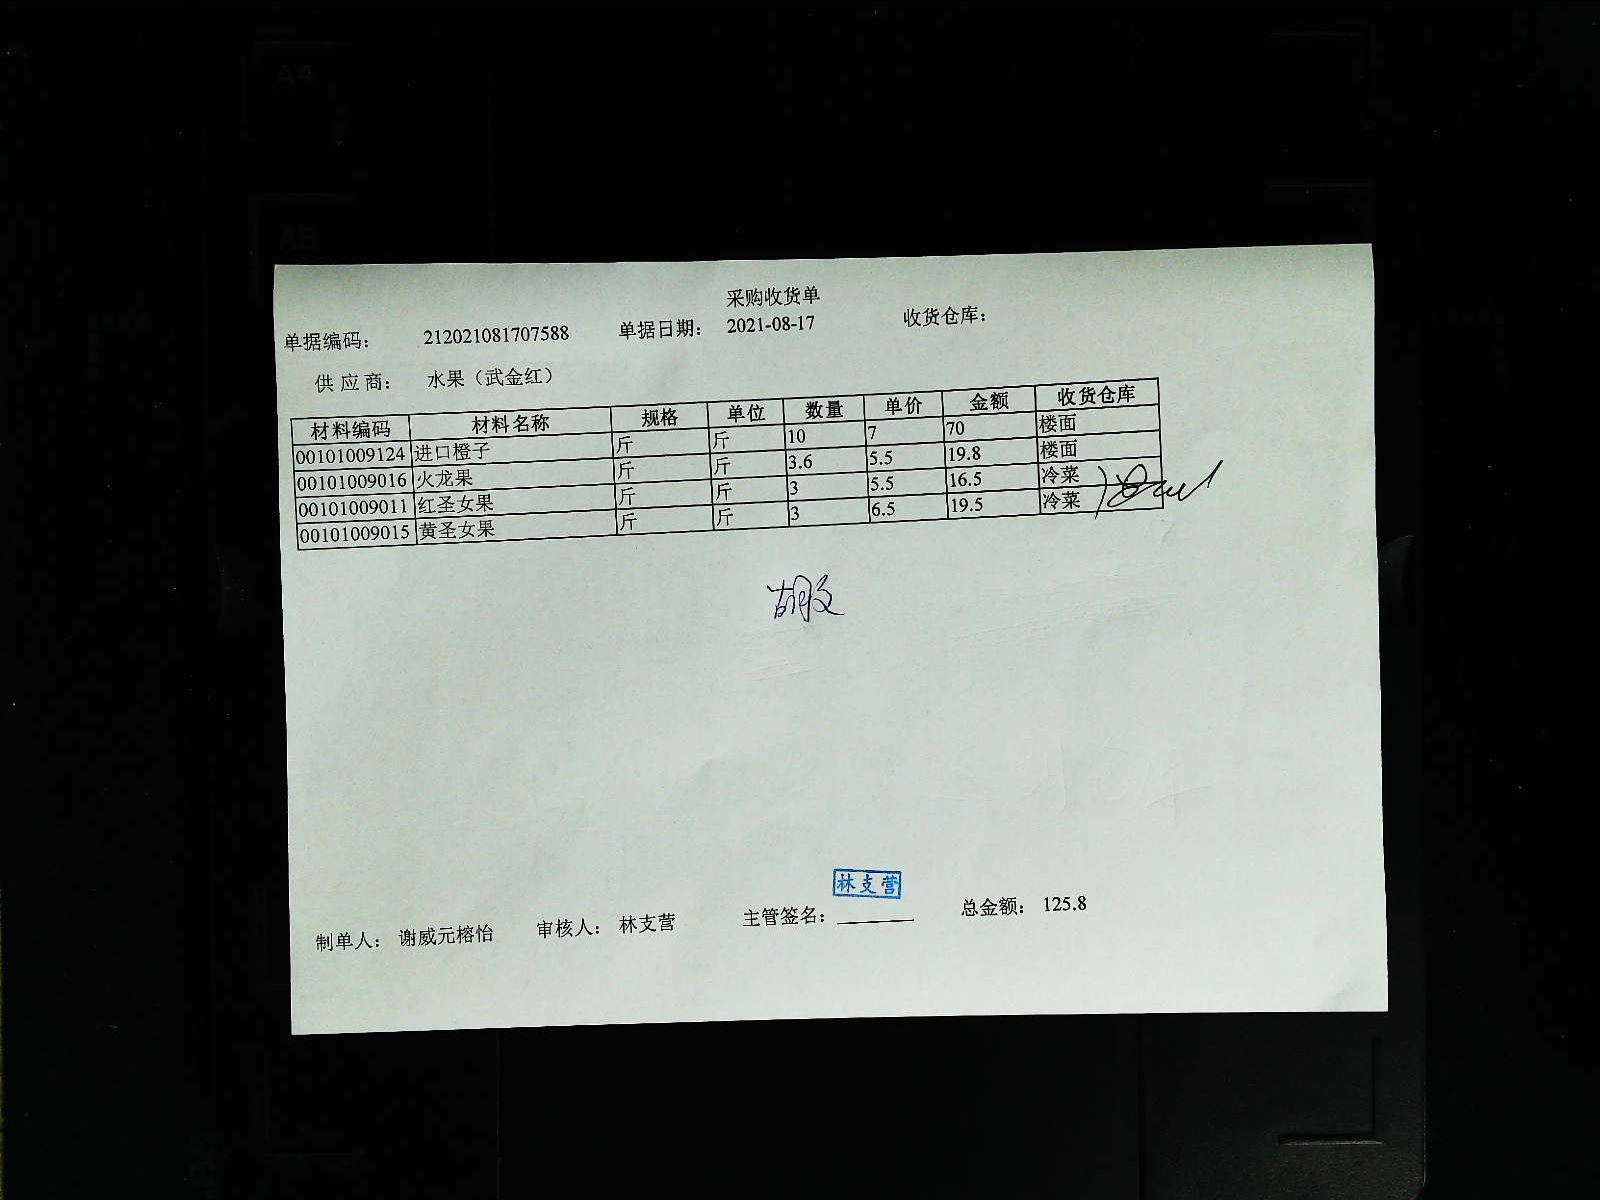 采购收货单
单据编码： 212021081707588 单据日期： 2021-08-17 收货仓库：
供 应 商： 水果（武金红）
材料编码 材料名称 规格 单位 数量 单价 金额 收货仓库
00101009124 进口橙子 斤 斤 10 7 70 楼面
00101009016 火龙果 斤 斤 3.6 5.5 19.8 楼面
00101009011 红圣女果 斤 斤 3 5.5 16.5 冷菜
00101009015 黄圣女果 斤 斤 3 6.5 19.5 冷菜
林支营
制单人： 谢威元榕怡 审核人： 林支营 主管签名： 总金额： 125.8